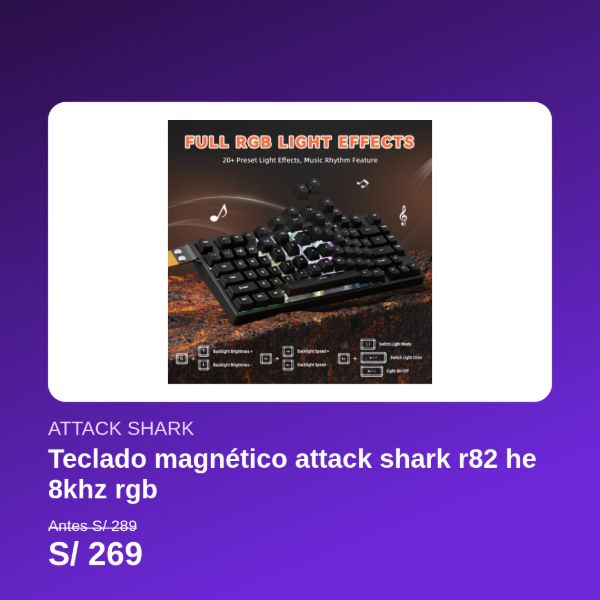 FULL RGB LIGHT EFFECTS
20+ Preset Light Effects, Music Rhythm Feature
Backlight Brightness +
Backlight Speed +
Switch Light Mode
Switch Light Color
Backlight Brightness -
Backlight Speed -
Light On/Off
ATTACK SHARK
Teclado magnético attack shark r82 he
8khz rgb
Antes S/ 289
S/ 269